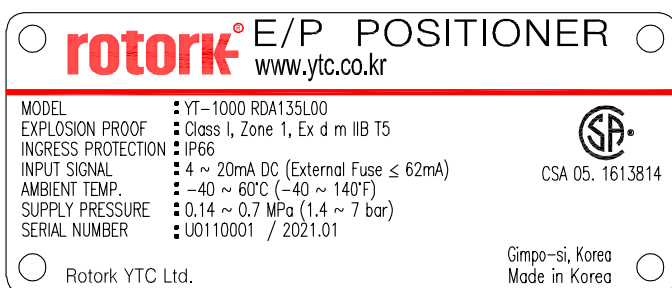 rotork® E/P POSITIONER
www.ytc.co.kr
MODEL : YT-1000 RDA135L00
EXPLOSION PROOF : Class I, Zone 1, Ex d m IIB T5
INGRESS PROTECTION : IP66
INPUT SIGNAL : 4 ~ 20mA DC (External Fuse ≤ 62mA)
AMBIENT TEMP. : -40 ~ 60°C (-40 ~ 140°F)
SUPPLY PRESSURE : 0.14 ~ 0.7 MPa (1.4 ~ 7 bar)
SERIAL NUMBER : U0110001 / 2021.01
SA®
CSA 05. 1613814
Rotork YTC Ltd.
Gimpo-si, Korea
Made in Korea